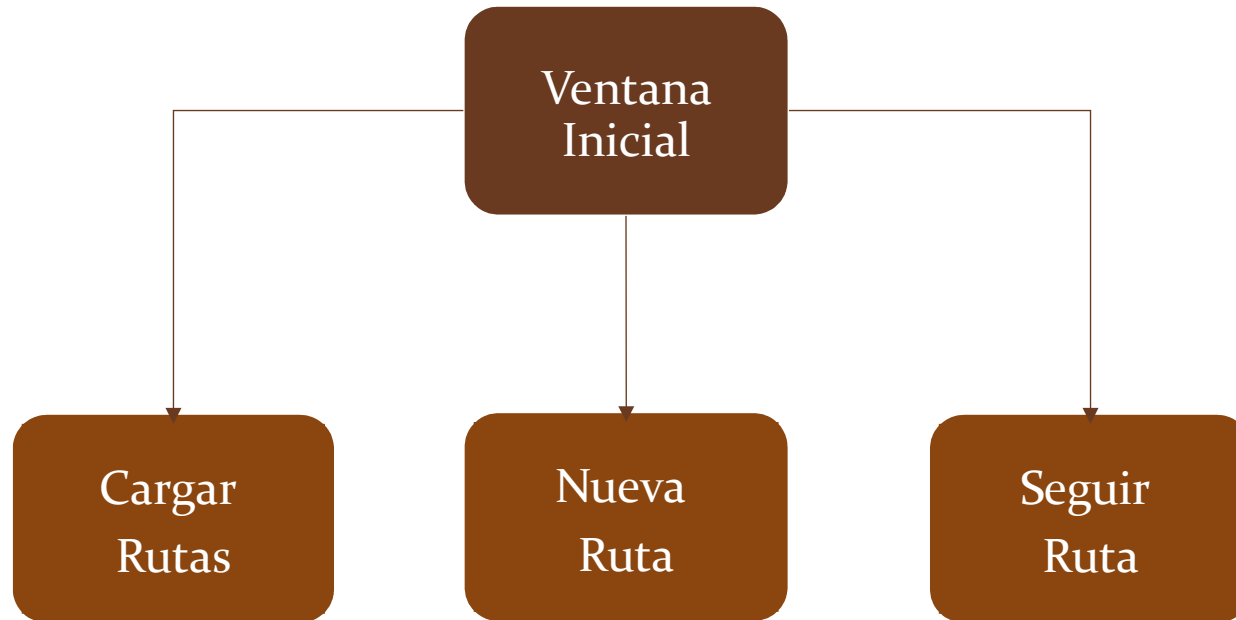 Ventana
Inicial
Cargar
Rutas
Nueva
Ruta
Seguir
Ruta